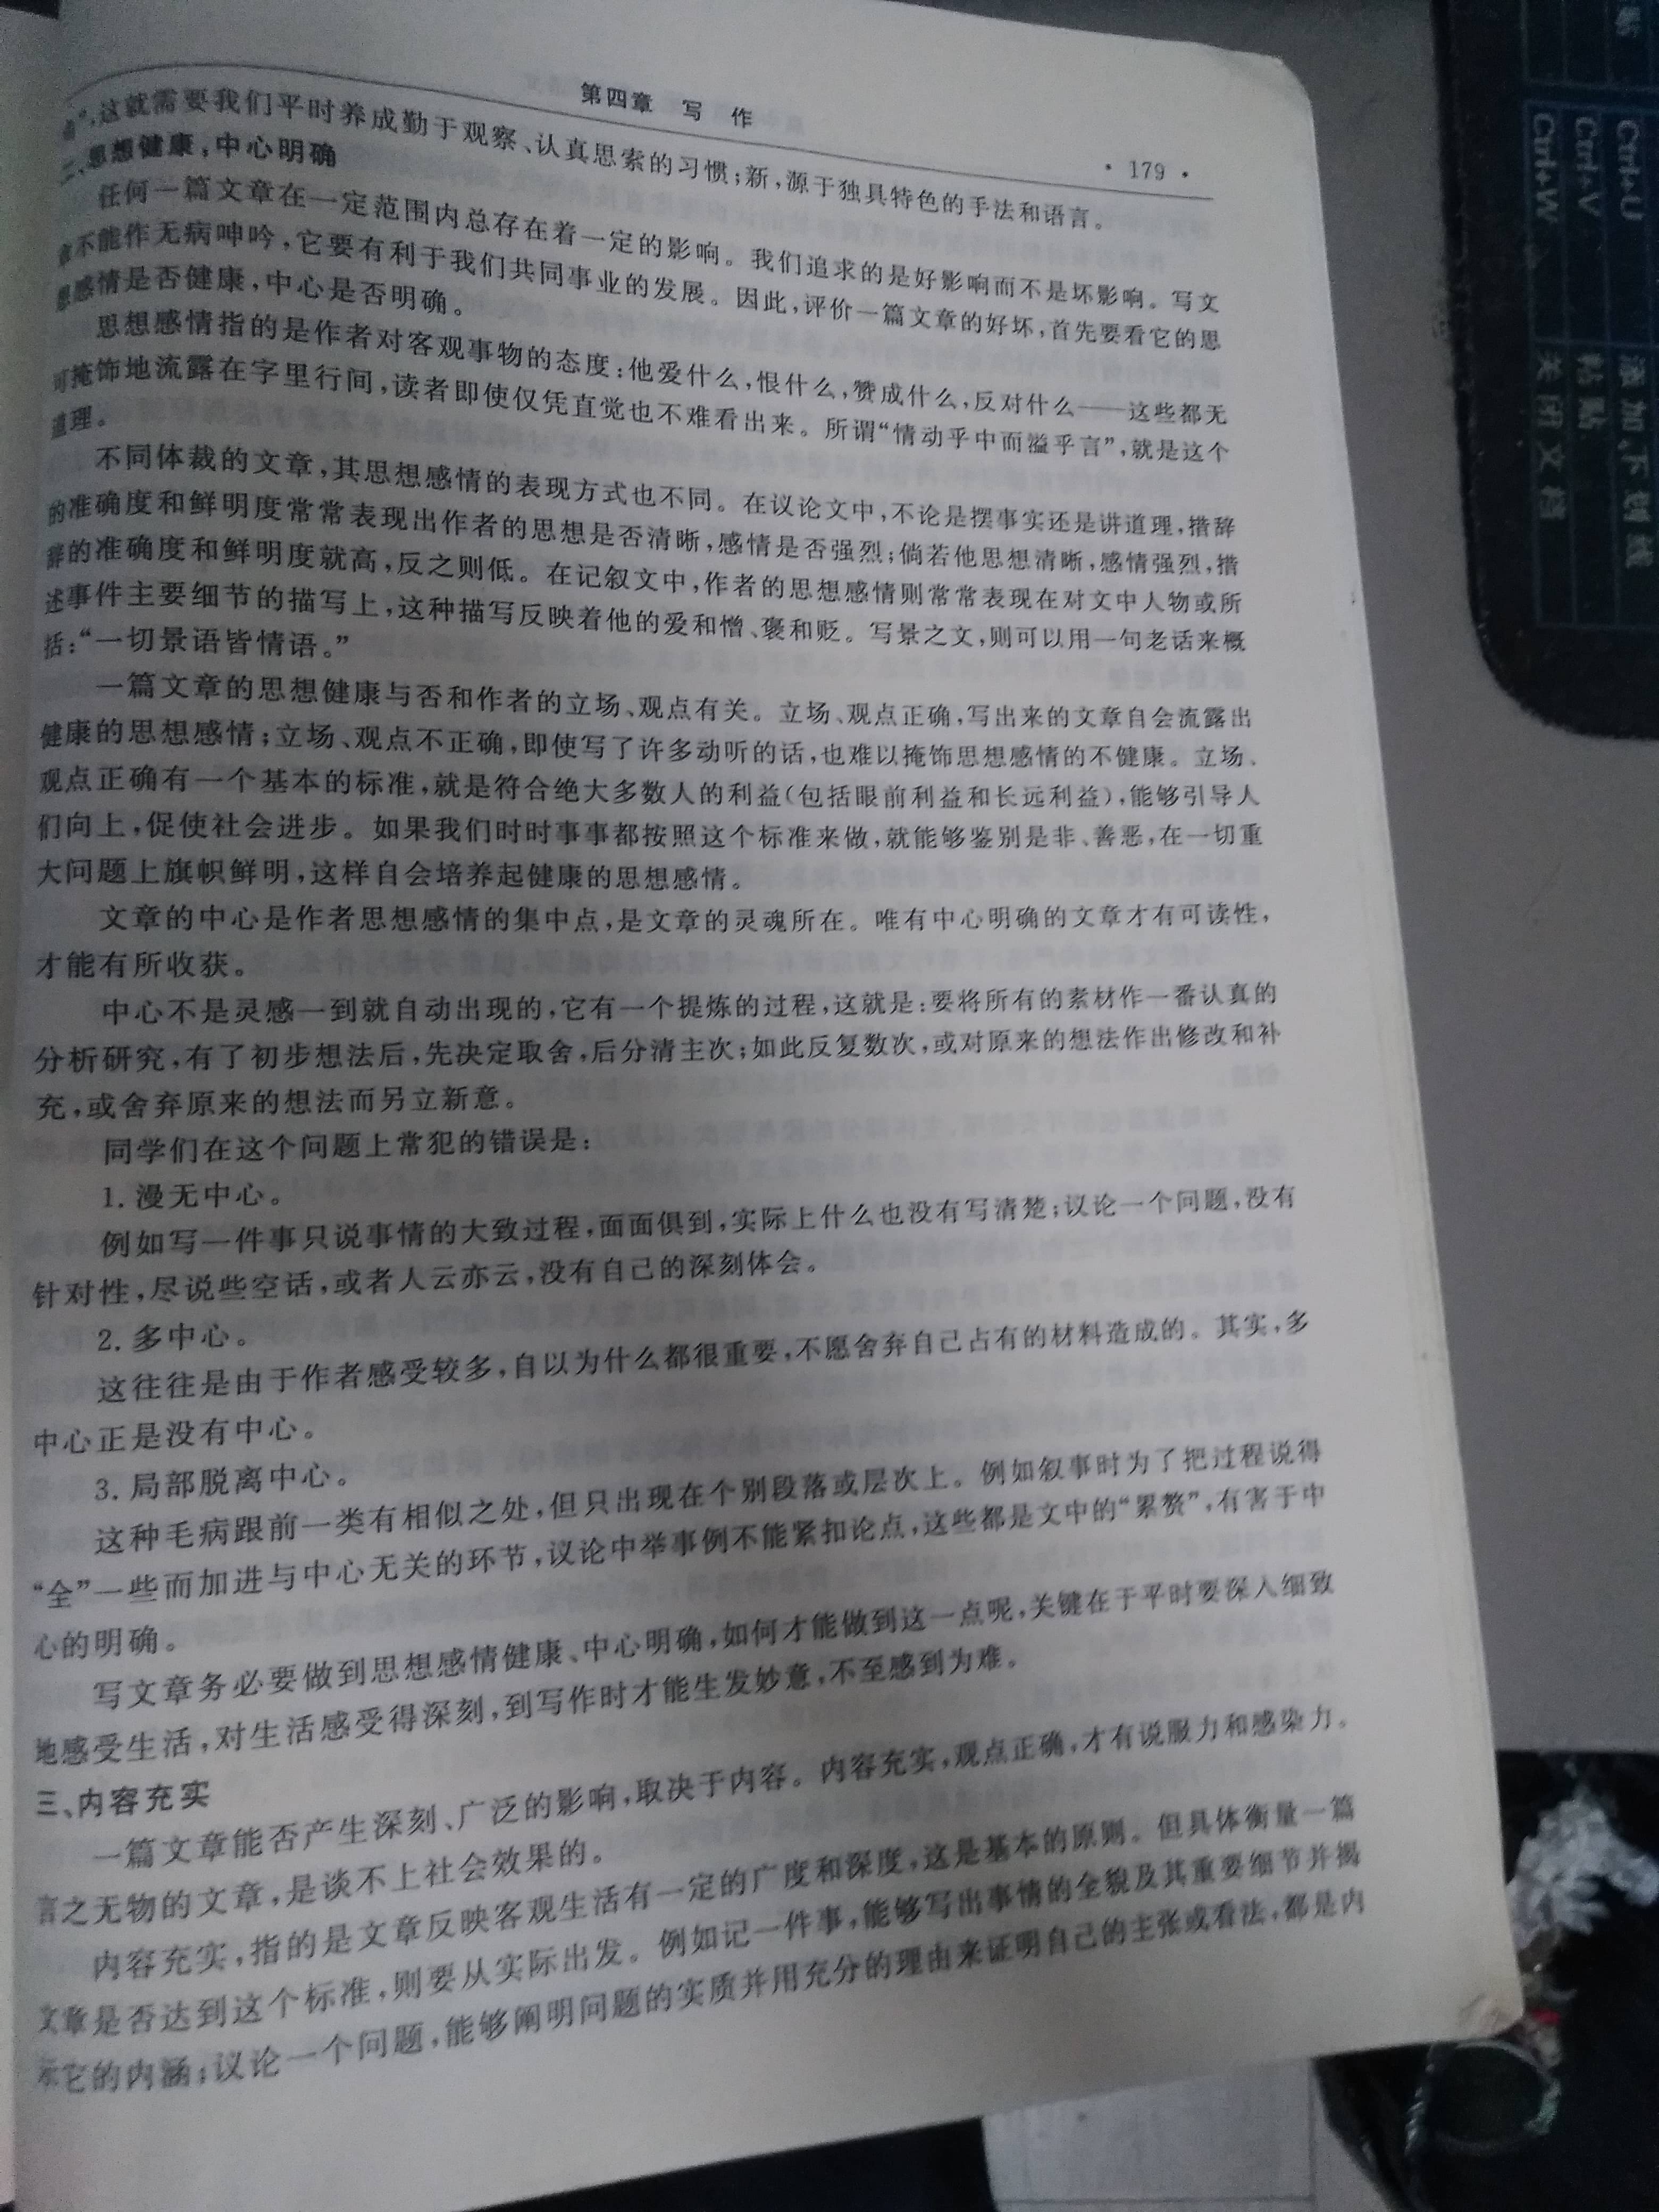 第四章 写 作
· 179 ·
”,这就需要我们平时养成勤于观察、认真思索的习惯;新,源于独具特色的手法和语言。
二、思想健康,中心明确
任何一篇文章在一定范围内总存在着一定的影响。我们追求的是好影响而不是坏影响。写文
章不能作无病呻吟,它要有利于我们共同事业的发展。因此,评价一篇文章的好坏,首先要看它的思
想感情是否健康,中心是否明确。
思想感情指的是作者对客观事物的态度:他爱什么,恨什么,赞成什么,反对什么——这些都无
可掩饰地流露在字里行间,读者即使仅凭直觉也不难看出来。所谓“情动乎中而溢乎言”,就是这个
道理。
不同体裁的文章,其思想感情的表现方式也不同。在议论文中,不论是摆事实还是讲道理,措辞
的准确度和鲜明度常常表现出作者的思想是否清晰,感情是否强烈;倘若他思想清晰,感情强烈,措
辞的准确度和鲜明度就高,反之则低。在记叙文中,作者的思想感情则常常表现在对文中人物或所
述事件主要细节的描写上,这种描写反映着他的爱和憎、褒和贬。写景之文,则可以用一句老话来概
括:“一切景语皆情语。”
一篇文章的思想健康与否和作者的立场、观点有关。立场、观点正确,写出来的文章自会流露出
健康的思想感情;立场、观点不正确,即使写了许多动听的话,也难以掩饰思想感情的不健康。立场、
观点正确有一个基本的标准,就是符合绝大多数人的利益(包括眼前利益和长远利益),能够引导人
们向上,促使社会进步。如果我们时时事事都按照这个标准来做,就能够鉴别是非、善恶,在一切重
大问题上旗帜鲜明,这样自会培养起健康的思想感情。
文章的中心是作者思想感情的集中点,是文章的灵魂所在。唯有中心明确的文章才有可读性,
才能有所收获。
中心不是灵感一到就自动出现的,它有一个提炼的过程,这就是:要将所有的素材作一番认真的
分析研究,有了初步想法后,先决定取舍,后分清主次;如此反复数次,或对原来的想法作出修改和补
充,或舍弃原来的想法而另立新意。
同学们在这个问题上常犯的错误是:
1. 漫无中心。
例如写一件事只说事情的大致过程,面面俱到,实际上什么也没有写清楚;议论一个问题,没有
针对性,尽说些空话,或者人云亦云,没有自己的深刻体会。
2. 多中心。
这往往是由于作者感受较多,自以为什么都很重要,不愿舍弃自己占有的材料造成的。其实,多
中心正是没有中心。
3. 局部脱离中心。
这种毛病跟前一类有相似之处,但只出现在个别段落或层次上。例如叙事时为了把过程说得
“全”一些而加进与中心无关的环节,议论中举事例不能紧扣论点,这些都是文中的“累赘”,有害于中
心的明确。
写文章务必要做到思想感情健康、中心明确,如何才能做到这一点呢,关键在于平时要深入细致
地感受生活,对生活感受得深刻,到写作时才能生发妙意,不至感到为难。
三、内容充实
一篇文章能否产生深刻、广泛的影响,取决于内容。内容充实,观点正确,才有说服力和感染力。
言之无物的文章,是谈不上社会效果的。
内容充实,指的是文章反映客观生活有一定的广度和深度,这是基本的原则。但具体衡量一篇
文章是否达到这个标准,则要从实际出发。例如记一件事,能够写出事情的全貌及其重要细节并揭
示它的内涵;议论一个问题,能够阐明问题的实质并用充分的理由来证明自己的主张或看法,都是内
Ctrl+U 添加下划线
Ctrl+V 粘贴
Ctrl+W 关闭文档